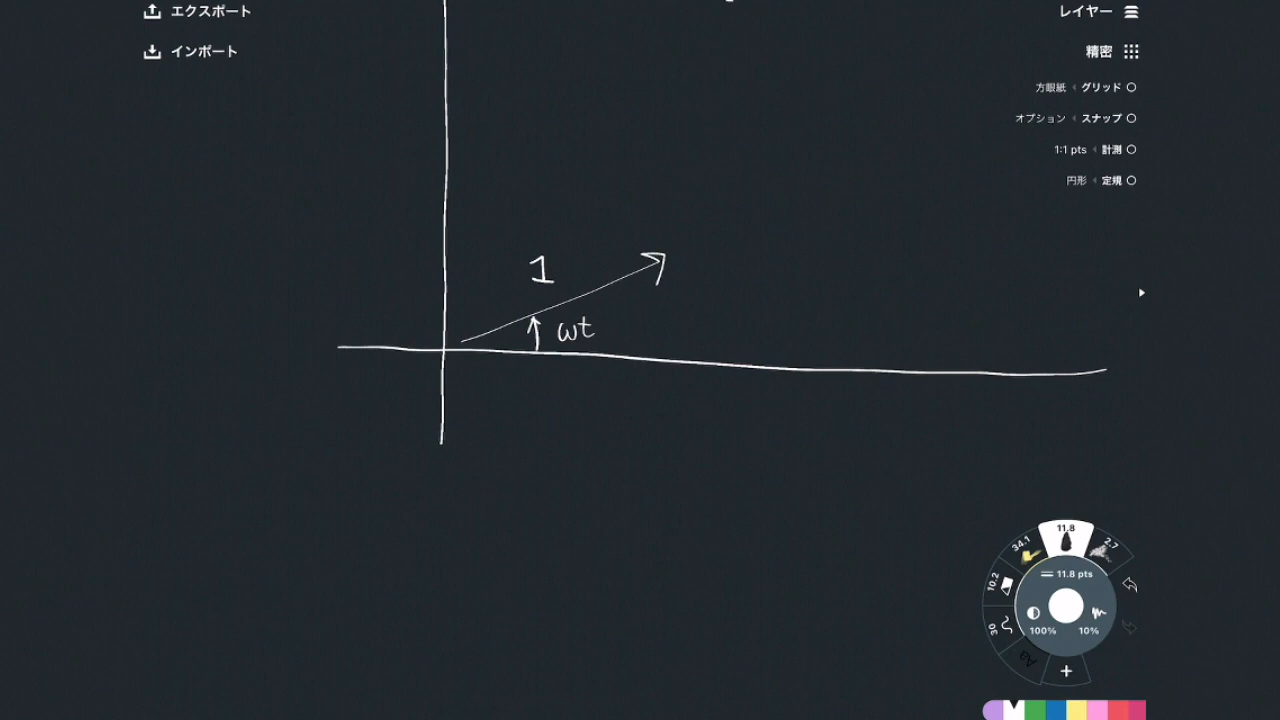 エクスポート
インポート
レイヤー
精密
方眼紙 グリッド
オプション スナップ
1:1 pts 計測
円形 定規
1
ωt
11.8
34.1
2.7
10.2
11.8 pts
30
100%
10%
Aa